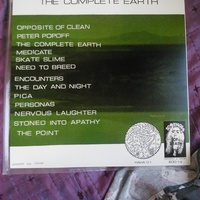 THE COMPLETE EARTH
OPPOSITE OF CLEAN
PETER POPOFF
THE COMPLETE EARTH
MEDICATE
SKATE SLIME
NEED TO BREED
ENCOUNTERS
THE DAY AND NIGHT
PICA
PERSONAS
NERVOUS LAUGHTER
STONED INTO APATHY
THE POINT